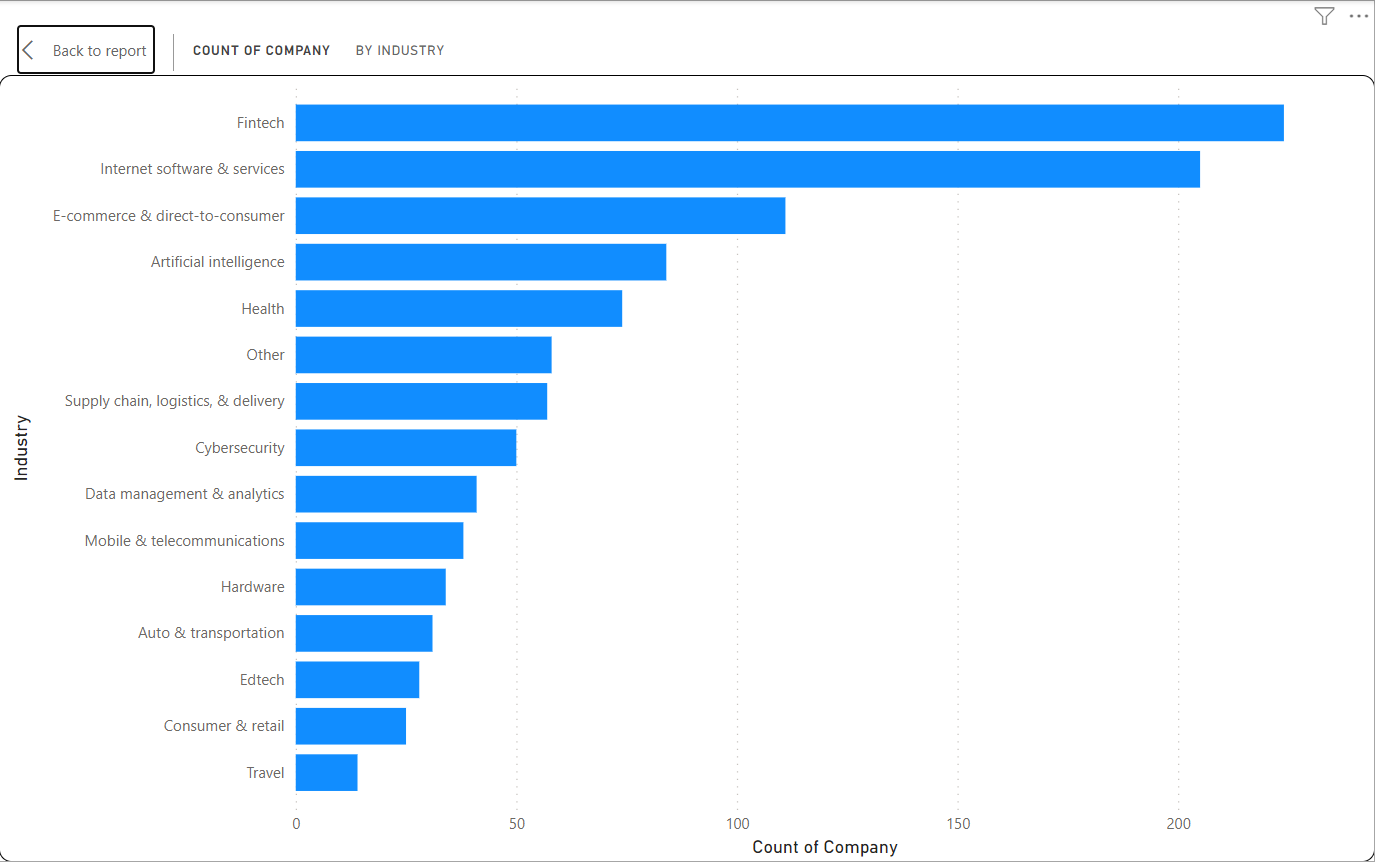 Back to report
COUNT OF COMPANY BY INDUSTRY
Fintech
Internet software & services
E-commerce & direct-to-consumer
Artificial intelligence
Health
Other
Supply chain, logistics, & delivery
Cybersecurity
Data management & analytics
Mobile & telecommunications
Hardware
Auto & transportation
Edtech
Consumer & retail
Travel
Industry
0 50 100 150 200
Count of Company